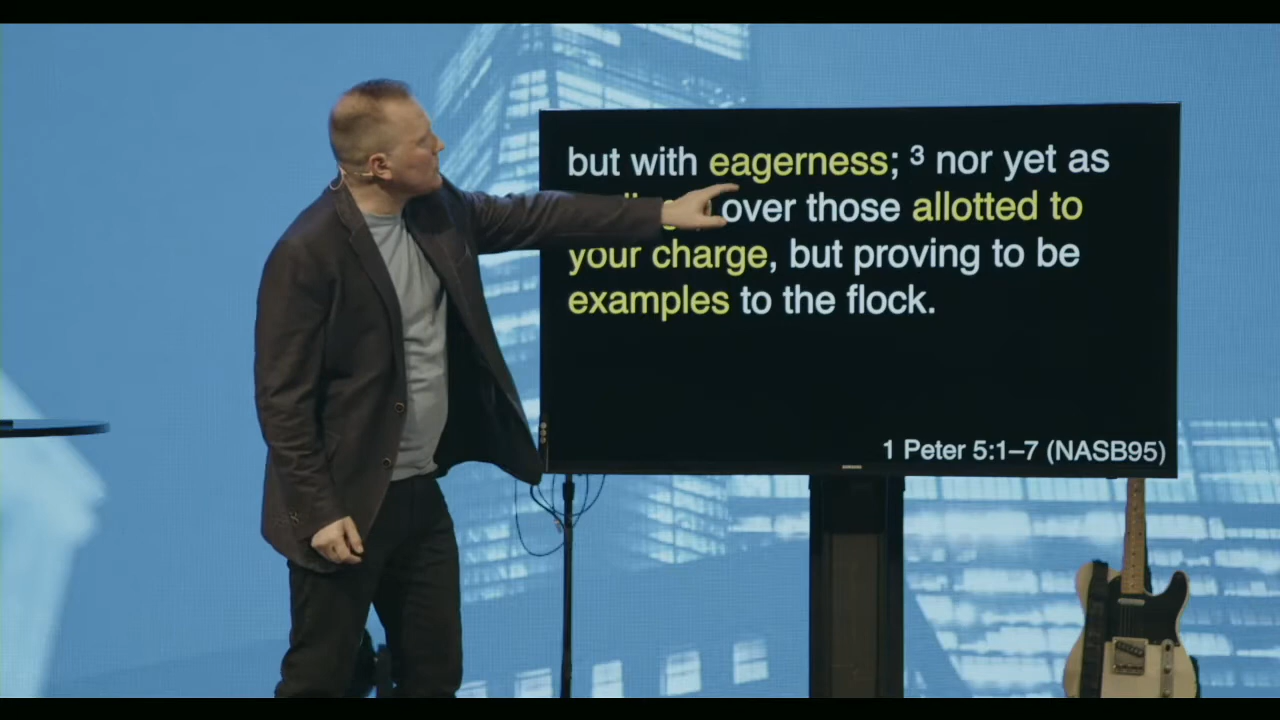 but with eagerness; ³ nor yet as
over those allotted to
your charge, but proving to be
examples to the flock.
1 Peter 5:1–7 (NASB95)